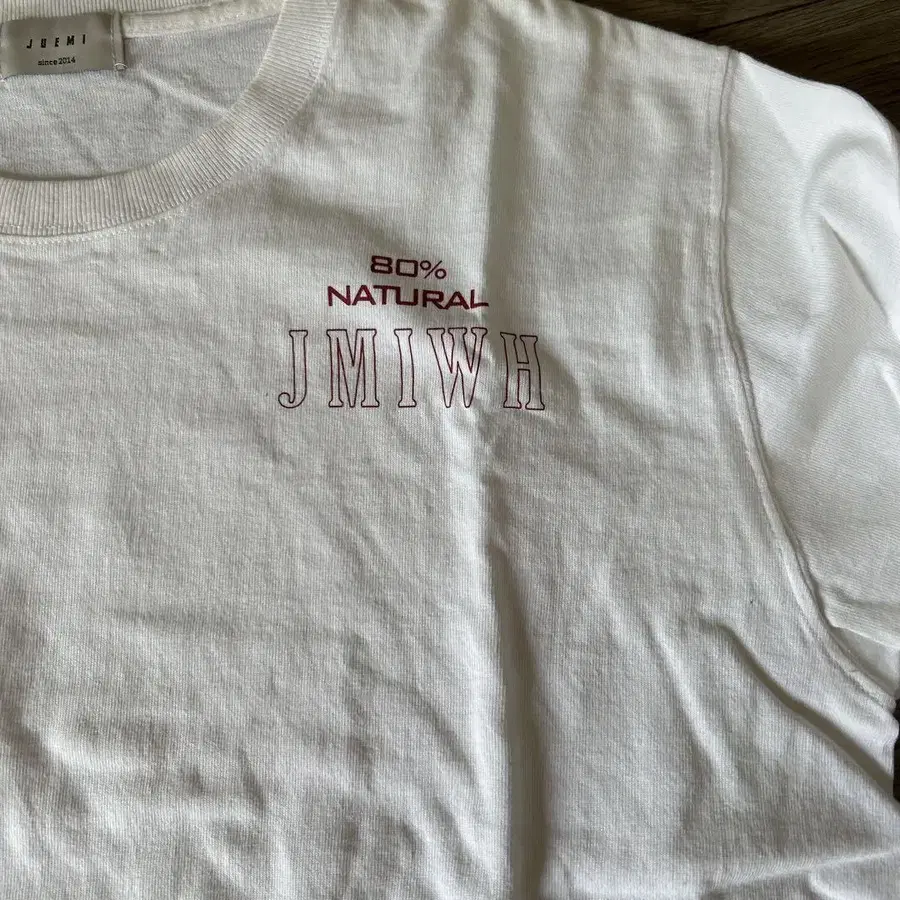 JUEMI
since 2014
80%
NATURAL
JMIWH